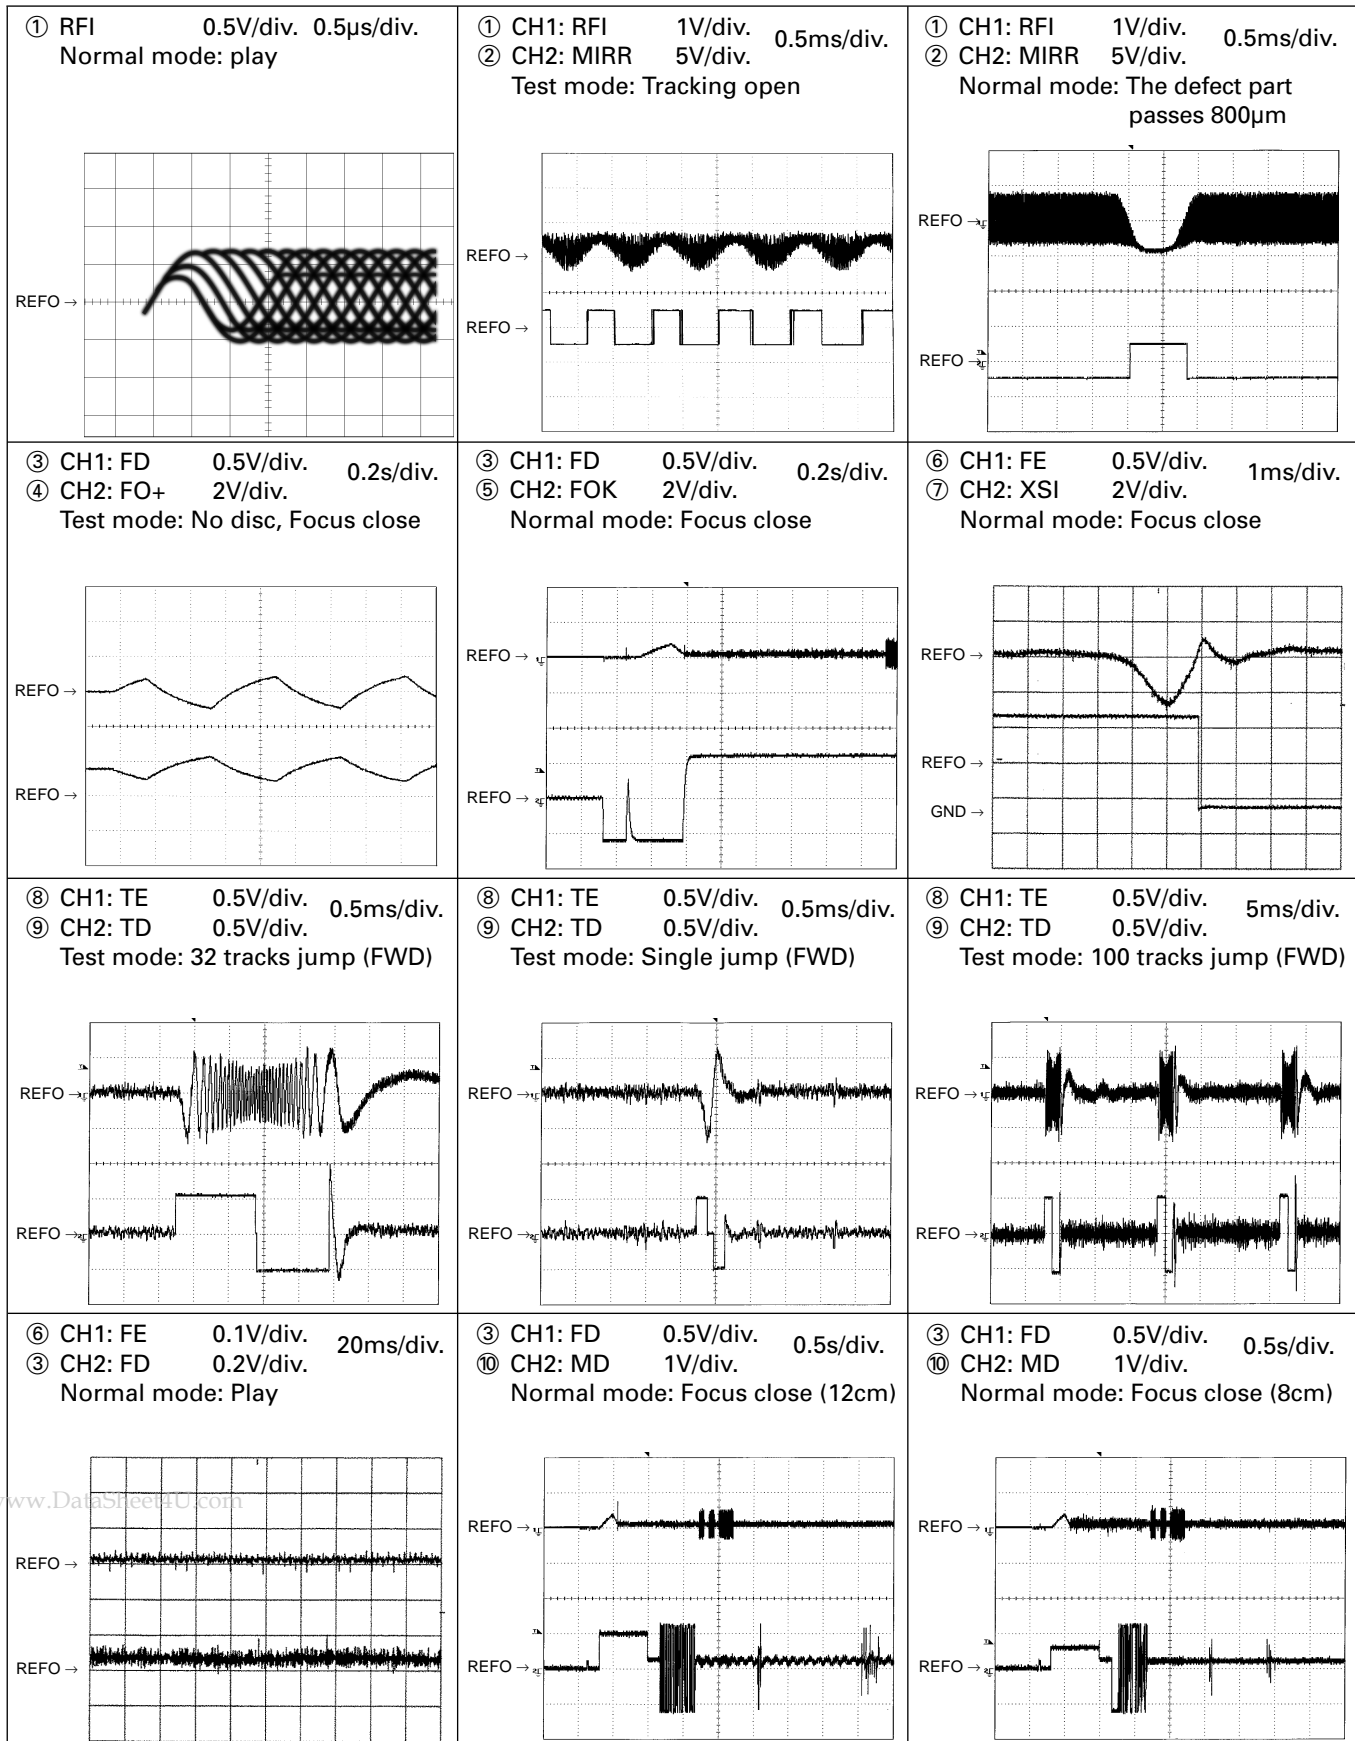 ① RFI 0.5V/div. 0.5µs/div.
Normal mode: play
REFO →
① CH1: RFI 1V/div. 0.5ms/div.
② CH2: MIRR 5V/div.
Test mode: Tracking open
REFO →
REFO →
① CH1: RFI 1V/div. 0.5ms/div.
② CH2: MIRR 5V/div.
Normal mode: The defect part
passes 800µm
REFO →
REFO →
③ CH1: FD 0.5V/div. 0.2s/div.
④ CH2: FO+ 2V/div.
Test mode: No disc, Focus close
REFO →
REFO →
③ CH1: FD 0.5V/div. 0.2s/div.
⑤ CH2: FOK 2V/div.
Normal mode: Focus close
REFO →
REFO →
⑥ CH1: FE 0.5V/div. 1ms/div.
⑦ CH2: XSI 2V/div.
Normal mode: Focus close
REFO →
REFO →
GND →
⑧ CH1: TE 0.5V/div. 0.5ms/div.
⑨ CH2: TD 0.5V/div.
Test mode: 32 tracks jump (FWD)
REFO →
REFO →
⑧ CH1: TE 0.5V/div. 0.5ms/div.
⑨ CH2: TD 0.5V/div.
Test mode: Single jump (FWD)
REFO →
REFO →
⑧ CH1: TE 0.5V/div. 5ms/div.
⑨ CH2: TD 0.5V/div.
Test mode: 100 tracks jump (FWD)
REFO →
REFO →
⑥ CH1: FE 0.1V/div. 20ms/div.
③ CH2: FD 0.2V/div.
Normal mode: Play
www.DataSheet4U.com
REFO →
REFO →
③ CH1: FD 0.5V/div. 0.5s/div.
⑩ CH2: MD 1V/div.
Normal mode: Focus close (12cm)
REFO →
REFO →
③ CH1: FD 0.5V/div. 0.5s/div.
⑩ CH2: MD 1V/div.
Normal mode: Focus close (8cm)
REFO →
REFO →